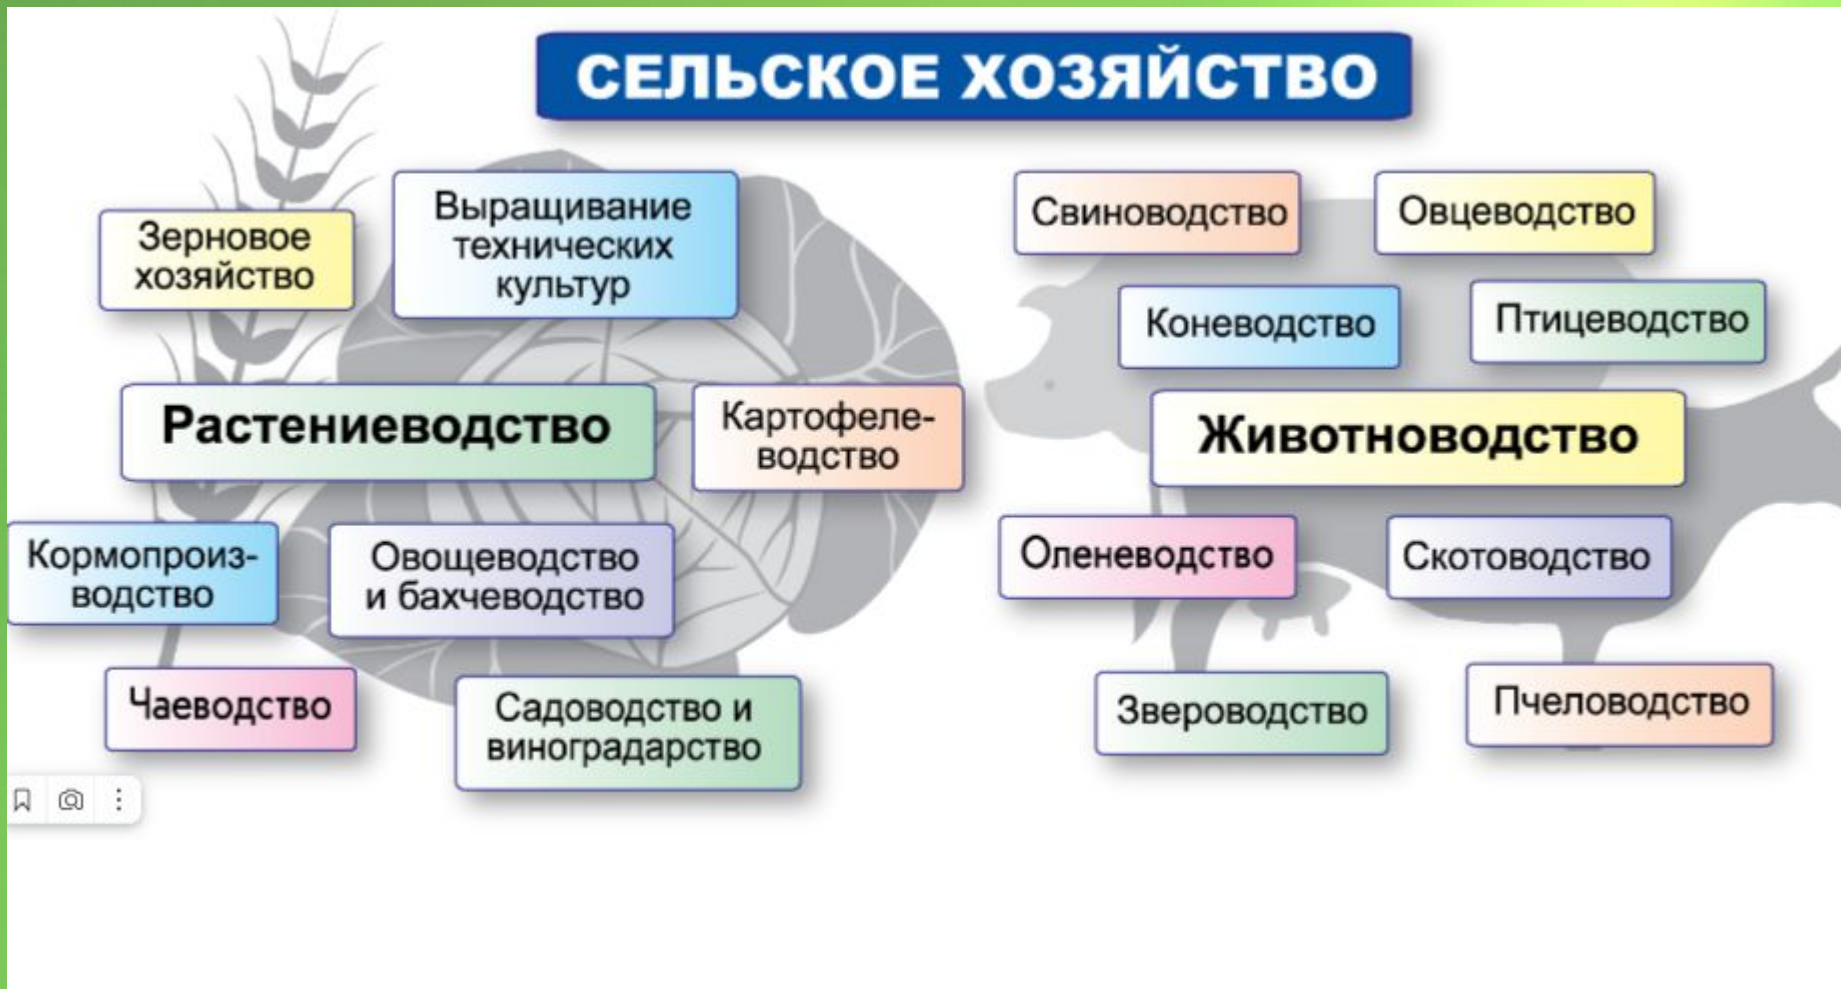 СЕЛЬСКОЕ ХОЗЯЙСТВО
Зерновое
хозяйство
Выращивание
технических
культур
Растениеводство
Картофеле-
водство
Кормопроиз-
водство
Овощеводство
и бахчеводство
Чаеводство
Садоводство и
виноградарство
Свиноводство
Овцеводство
Коневодство
Птицеводство
Животноводство
Оленеводство
Скотоводство
Звероводство
Пчеловодство